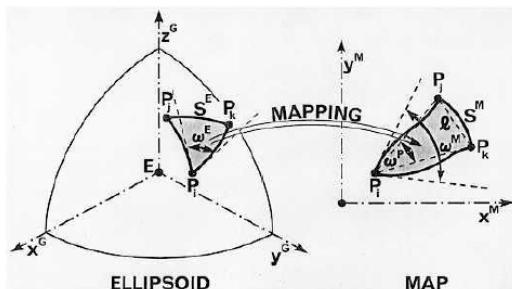 z^G
y^M
P_j
S^E
P_k
ω^E
MAPPING
P_j
S^M
ℓ
P_k
ω^P
ω^M
E
P_i
P_i
x^G
y^G
x^M
ELLIPSOID
MAP